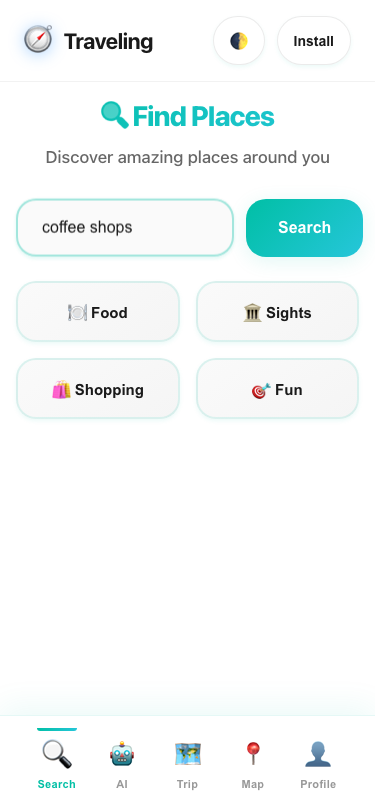 Traveling
Install
Find Places
Discover amazing places around you
coffee shops
Search
Food
Sights
Shopping
Fun
Search
AI
Trip
Map
Profile